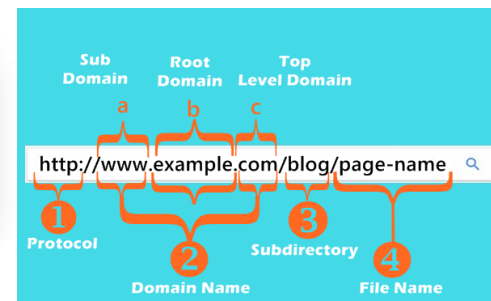 Sub Domain
Root Domain
Top Level Domain
a
b
c
http://www.example.com/blog/page-name
1
Protocol
2
Domain Name
3
Subdirectory
4
File Name